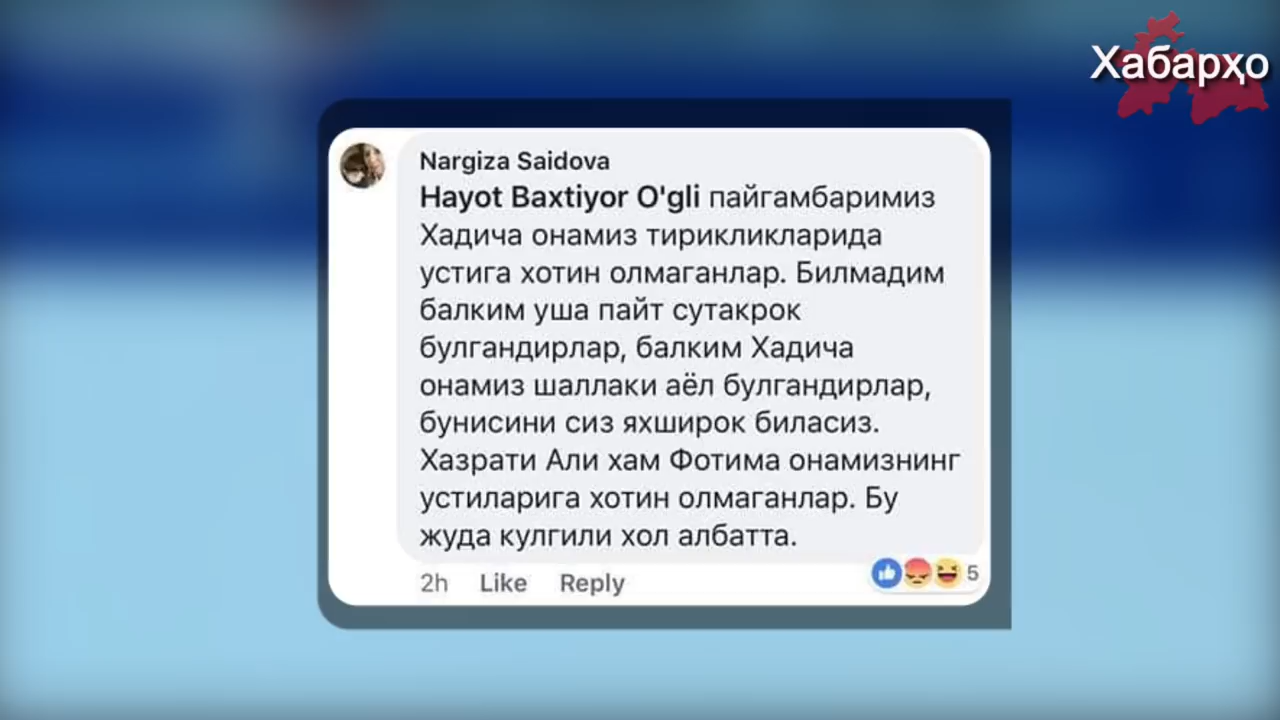 Хабарҳо
Nargiza Saidova
Hayot Baxtiyor O'gli пайгамбаримиз
Хадича онамиз тирикликларида
устига хотин олмаганлар. Билмадим
балким уша пайт сутакрок
булгандирлар, балким Хадича
онамиз шаллаки аёл булгандирлар,
бунисини сиз яхширок биласиз.
Хазрати Али хам Фотима онамизнинг
устиларига хотин олмаганлар. Бу
жуда кулгили хол албатта.
2h Like Reply 5